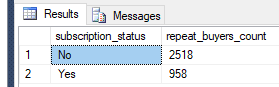 Results Messages
subscription_status repeat_buyers_count
1 No 2518
2 Yes 958